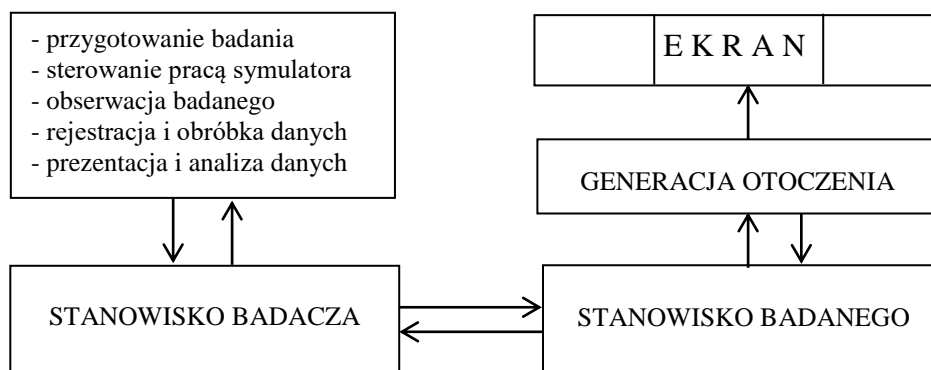 - przygotowanie badania
- sterowanie pracą symulatora
- obserwacja badanego
- rejestracja i obróbka danych
- prezentacja i analiza danych
E K R A N
GENERACJA OTOCZENIA
STANOWISKO BADACZA
STANOWISKO BADANEGO